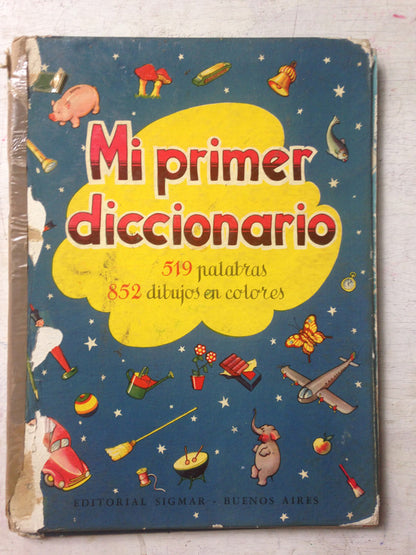 Mi primer
diccionario
519 palabras
852 dibujos en colores
EDITORIAL SIGMAR - BUENOS AIRES